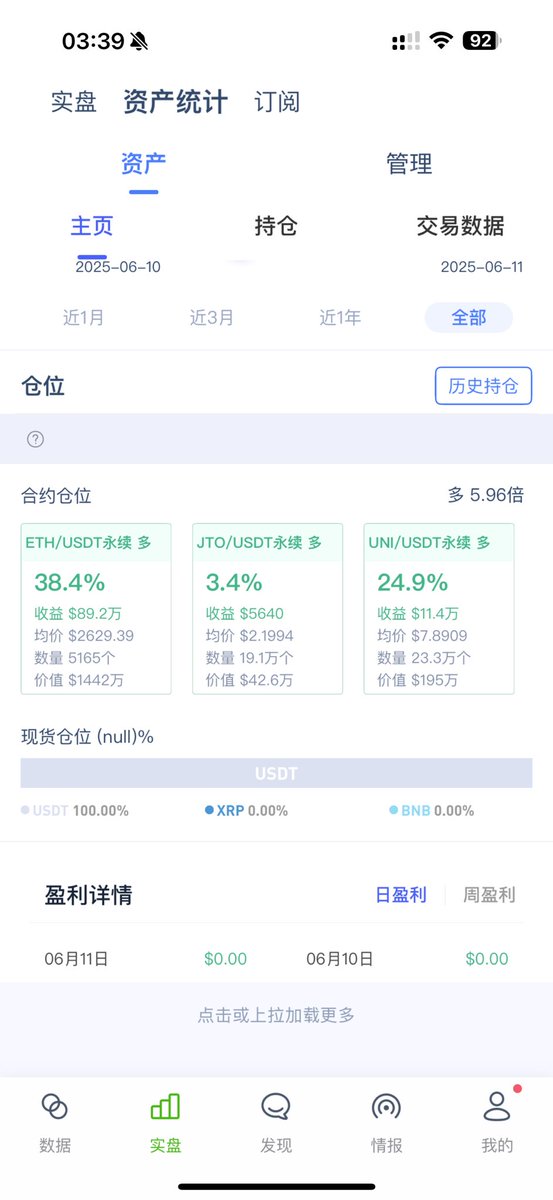 03:39 92
实盘 资产统计 订阅
资产 管理
主页 持仓 交易数据
2025-06-10 2025-06-11
近1月 近3月 近1年 全部
仓位 历史持仓
?
合约仓位 多 5.96倍
ETH/USDT永续 多 JTO/USDT永续 多 UNI/USDT永续 多
38.4% 3.4% 24.9%
收益 $89.2万 收益 $5640 收益 $11.4万
均价 $2629.39 均价 $2.1994 均价 $7.8909
数量 5165个 数量 19.1万个 数量 23.3万个
价值 $1442万 价值 $42.6万 价值 $195万
现货仓位 (null)%
USDT
USDT 100.00% XRP 0.00% BNB 0.00%
盈利详情 日盈利 周盈利
06月11日 $0.00 06月10日 $0.00
点击或上拉加载更多
数据 实盘 发现 情报 我的